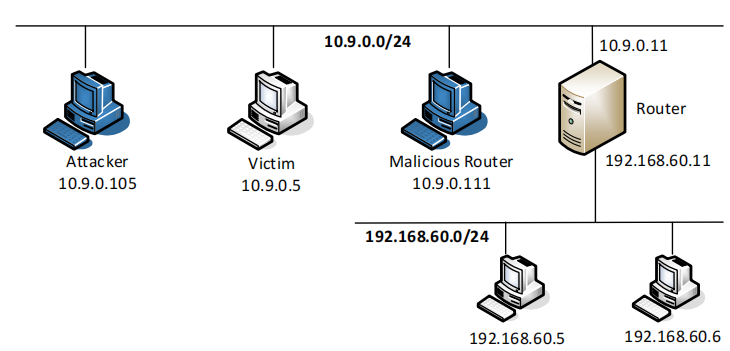 10.9.0.0/24
10.9.0.11
Router
192.168.60.11
Attacker
10.9.0.105
Victim
10.9.0.5
Malicious Router
10.9.0.111
192.168.60.0/24
192.168.60.5
192.168.60.6